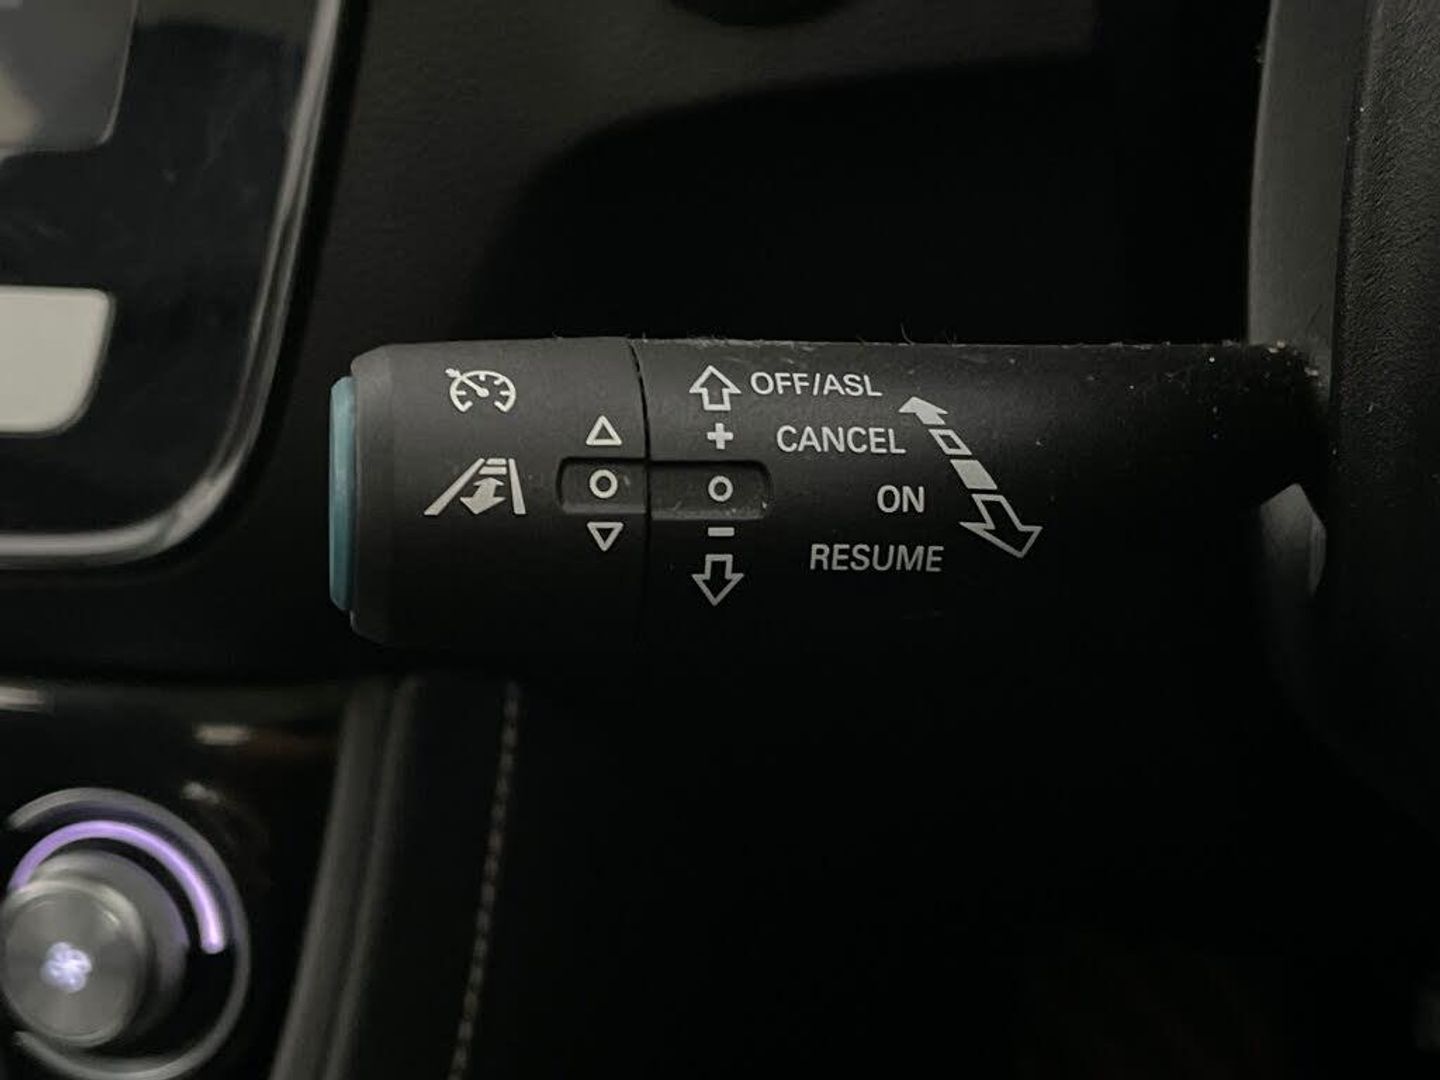 OFF/ASL
+ CANCEL
ON
−
RESUME